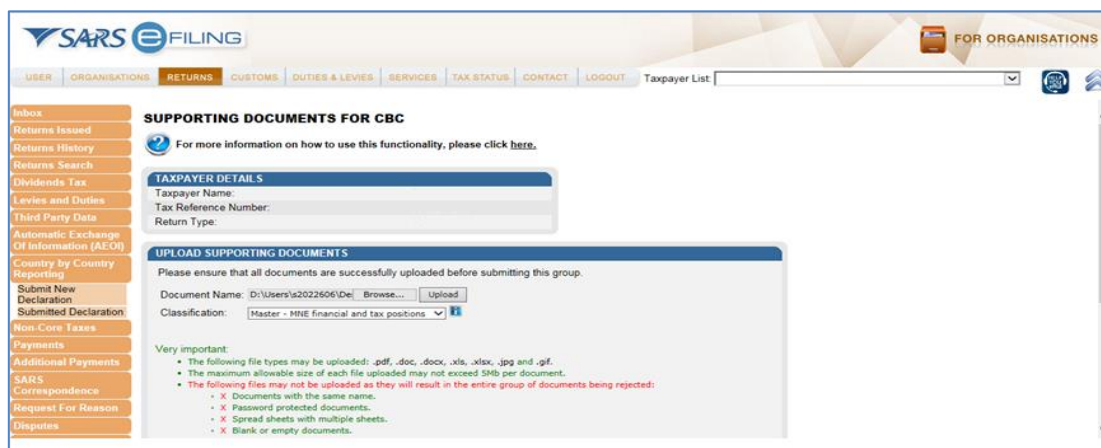 SARS eFILING
FOR ORGANISATIONS
USER ORGANISATIONS RETURNS CUSTOMS DUTIES & LEVIES SERVICES TAX STATUS CONTACT LOGOUT Taxpayer List:
Inbox
Returns Issued
Returns History
Returns Search
Dividends Tax
Levies and Duties
Third Party Data
Automatic Exchange
Of Information (AEOI)
Country by Country
Reporting
Submit New
Declaration
Submitted Declaration
Non-Core Taxes
Payments
Additional Payments
SARS
Correspondence
Request For Reason
Disputes
SUPPORTING DOCUMENTS FOR CBC
For more information on how to use this functionality, please click here.
TAXPAYER DETAILS
Taxpayer Name:
Tax Reference Number:
Return Type:
UPLOAD SUPPORTING DOCUMENTS
Please ensure that all documents are successfully uploaded before submitting this group.
Document Name: D:\Users\s2022606\De Browse... Upload
Classification: Master - MNE financial and tax positions
Very important:
• The following file types may be uploaded: .pdf, .doc, .docx, .xls, .xlsx, .jpg and .gif.
• The maximum allowable size of each file uploaded may not exceed 5Mb per document.
• The following files may not be uploaded as they will result in the entire group of documents being rejected:
• X Documents with the same name.
• X Password protected documents.
• X Spread sheets with multiple sheets.
• X Blank or empty documents.